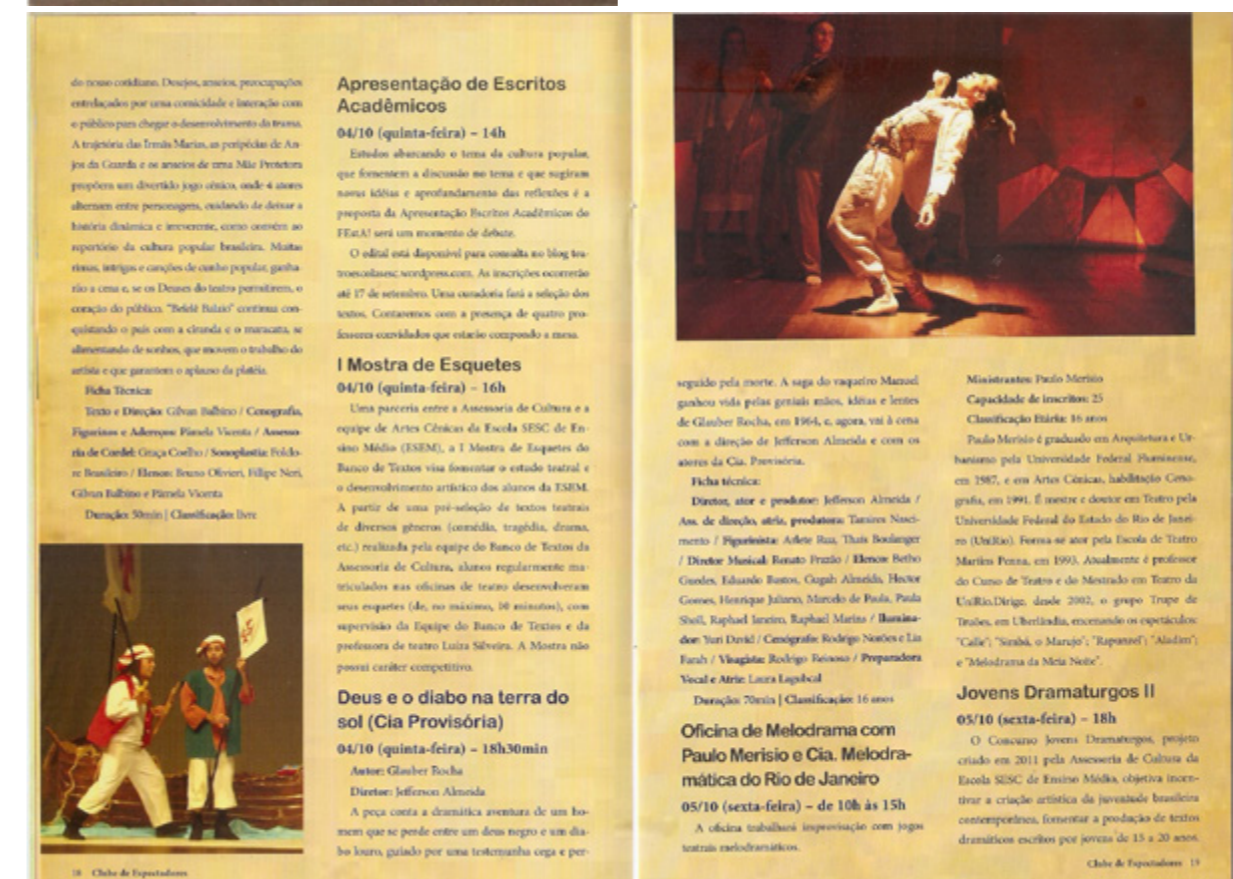 do nosso cotidiano. Desejos, anseios, preocupações
entrelaçados por uma comicidade e interação com
o público para chegar o desenvolvimento da trama.
A trajetória das Irmãs Marias, as peripécias de An-
jos da Guarda e os anseios de uma Mãe Protetora
propõem um divertido jogo cênico, onde 4 atores
alternam entre personagens, cuidando de deixar a
história dinâmica e irreverente, como convém ao
repertório da cultura popular brasileira. Muitas
rimas, intrigas e canções de cunho popular, ganha-
rão a cena e, se os Deuses do teatro permitirem, o
coração do público. "Belelê Balaio" continua con-
quistando o país com a ciranda e o maracatu, se
alimentando de sonhos, que movem o trabalho do
artista e que garantem o aplauso da platéia.
Ficha Técnica:
Texto e Direção: Gilvan Balbino / Cenografia,
Figurinos e Adereços: Pâmela Vicenta / Assesso-
ria de Cordel: Graça Coelho / Sonoplastia: Folclo-
re Brasileiro / Elenco: Bruno Olivieri, Fillipe Neri,
Gilvan Balbino e Pâmela Vicenta
Duração: 50min | Classificação: livre
18 Clube de Espectadores
Apresentação de Escritos
Acadêmicos
04/10 (quinta-feira) – 14h
Estudos abarcando o tema da cultura popular,
que fomentem a discussão no tema e que sugiram
novas idéias e aprofundamento das reflexões é a
proposta da Apresentação Escritos Acadêmicos do
FEstA! será um momento de debate.
O edital está disponível para consulta no blog tea-
troescolasesc.wordpress.com. As inscrições ocorrerão
até 17 de setembro. Uma curadoria fará a seleção dos
textos. Contaremos com a presença de quatro pro-
fessores convidados que estarão compondo a mesa.
I Mostra de Esquetes
04/10 (quinta-feira) – 16h
Uma parceria entre a Assessoria de Cultura e a
equipe de Artes Cênicas da Escola SESC de En-
sino Médio (ESEM), a I Mostra de Esquetes do
Banco de Textos visa fomentar o estudo teatral e
o desenvolvimento artístico dos alunos da ESEM.
A partir de uma pré-seleção de textos teatrais
de diversos gêneros (comédia, tragédia, drama,
etc.) realizada pela equipe do Banco de Textos da
Assessoria de Cultura, alunos regularmente ma-
triculados nas oficinas de teatro desenvolveram
seus esquetes (de, no máximo, 10 minutos), com
supervisão da Equipe do Banco de Textos e da
professora de teatro Luiza Silveira. A Mostra não
possui caráter competitivo.
Deus e o diabo na terra do
sol (Cia Provisória)
04/10 (quinta-feira) – 18h30min
Autor: Glauber Rocha
Diretor: Jefferson Almeida
A peça conta a dramática aventura de um ho-
mem que se perde entre um deus negro e um dia-
bo louro, guiado por uma testemunha cega e per-
seguido pela morte. A saga do vaqueiro Manuel
ganhou vida pelas geniais mãos, idéias e lentes
de Glauber Rocha, em 1964, e, agora, vai à cena
com a direção de Jefferson Almeida e com os
atores da Cia. Provisória.
Ficha técnica:
Diretor, ator e produtor: Jefferson Almeida /
Ass. de direção, atriz, produtora: Tamires Nasci-
mento / Figurinista: Arlete Rua, Thaís Boulanger
/ Diretor Musical: Renato Frazão / Elenco: Betho
Guedes, Eduardo Bastos, Gugah Almeida, Hector
Gomes, Henrique Juliano, Marcelo de Paula, Paula
Sholl, Raphael Janeiro, Raphael Marins / Ilumina-
dor: Yuri David / Cenógrafo: Rodrigo Norões e Lia
Farah / Visagista: Rodrigo Reinoso / Preparadora
Vocal e Atriz: Laura Lagub
Duração: 70min | Classificação: 16 anos
Oficina de Melodrama com
Paulo Merisio e Cia. Melodra-
mática do Rio de Janeiro
05/10 (sexta-feira) – de 10h às 15h
A oficina trabalhará improvisação com jogos
teatrais melodramáticos.
Ministrantes: Paulo Merisio
Capacidade de inscritos: 25
Classificação Etária: 16 anos
Paulo Merisio é graduado em Arquitetura e Ur-
banismo pela Universidade Federal Fluminense,
em 1987, e em Artes Cênicas, habilitação Ceno-
grafia, em 1991. É mestre e doutor em Teatro pela
Universidade Federal do Estado do Rio de Janei-
ro (UniRio). Forma-se ator pela Escola de Teatro
Martins Penna, em 1993. Atualmente é professor
do Curso de Teatro e do Mestrado em Teatro da
UniRio.Dirige, desde 2002, o grupo Trupe de
Truões, em Uberlândia, encenando os espetáculos:
"Calle"; "Simbá, o Marujo"; "Rapunzel"; "Aladim";
e "Melodrama da Meia Noite".
Jovens Dramaturgos II
05/10 (sexta-feira) – 18h
O Concurso Jovens Dramaturgos, projeto
criado em 2011 pela Assessoria de Cultura da
Escola SESC de Ensino Médio, objetiva incen-
tivar a criação artística da juventude brasileira
contemporânea, fomentar a produção de textos
dramáticos escritos por jovens de 15 a 20 anos.
Clube de Espectadores 19